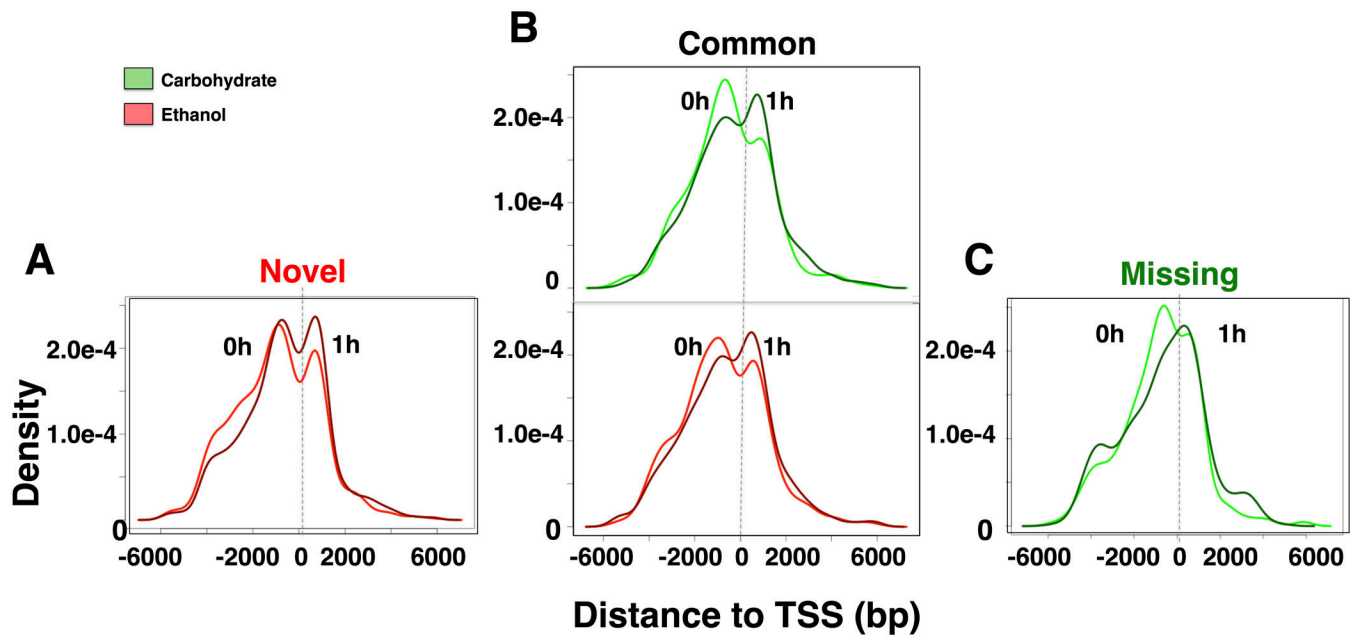 Carbohydrate
Ethanol
B
Common
0h 1h
2.0e-4
1.0e-4
0
0h 1h
2.0e-4
1.0e-4
0
-6000 -2000 0 2000 6000
A
Novel
0h 1h
2.0e-4
1.0e-4
0
-6000 -2000 0 2000 6000
Density
C
Missing
0h 1h
2.0e-4
1.0e-4
0
-6000 -2000 0 2000 6000
Distance to TSS (bp)